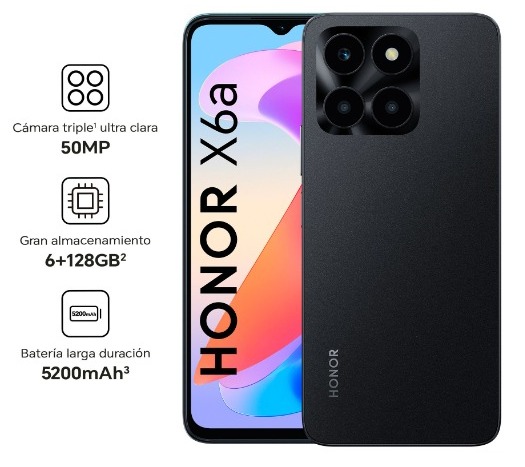 Cámara triple¹ ultra clara
50MP
Gran almacenamiento
6+128GB²
5200mAh
Batería larga duración
5200mAh³
HONOR X6a
HONOR